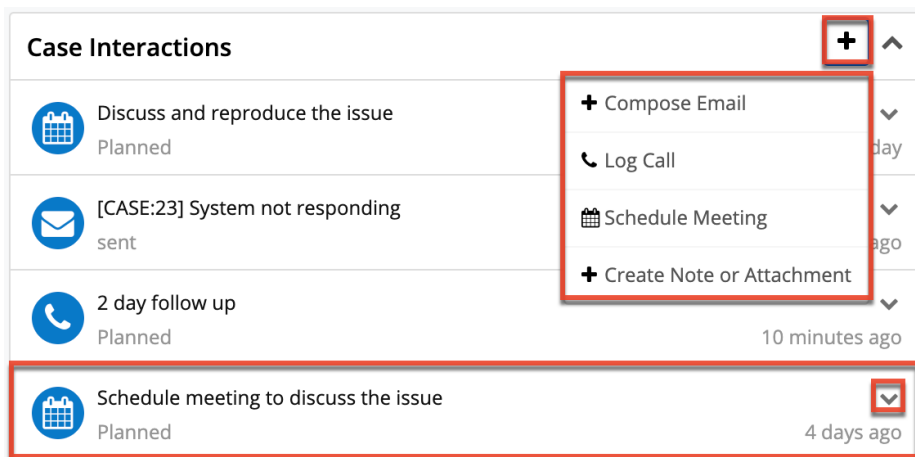 Case Interactions
+ Compose Email
Discuss and reproduce the issue
Planned
day
Log Call
[CASE:23] System not responding
Schedule Meeting
sent
ago
+ Create Note or Attachment
2 day follow up
Planned
10 minutes ago
Schedule meeting to discuss the issue
Planned
4 days ago